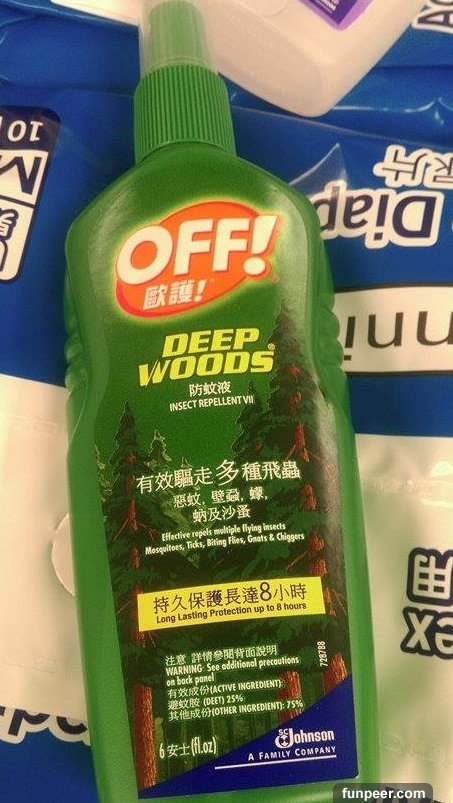 OFF!
歐護!
DEEP
WOODS®
防蚊液
INSECT REPELLENT VII
有效驅走多種飛蟲
惡蚊, 壁蝨, 蠓,
蚋及沙蚤
Effective repels multiple flying insects
Mosquitoes, Ticks, Biting Flies, Gnats & Chiggers
持久保護長達8小時
Long Lasting Protection up to 8 hours
注意 詳情參閱背面說明
WARNING: See additional precautions
on back panel
有效成份(ACTIVE INGREDIENT):
避蚊胺 (DEET) 25%
其他成份(OTHER INGREDIENT): 75%
728788
6安士(fl.oz)
SC Johnson
A FAMILY COMPANY
Diap
M
10
funpeer.com